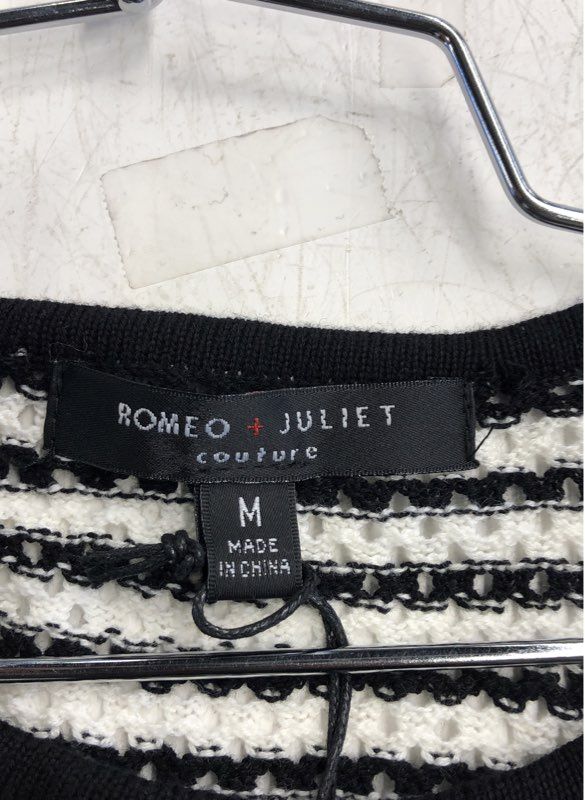 ROMEO + JULIET
couture
M
MADE
IN CHINA